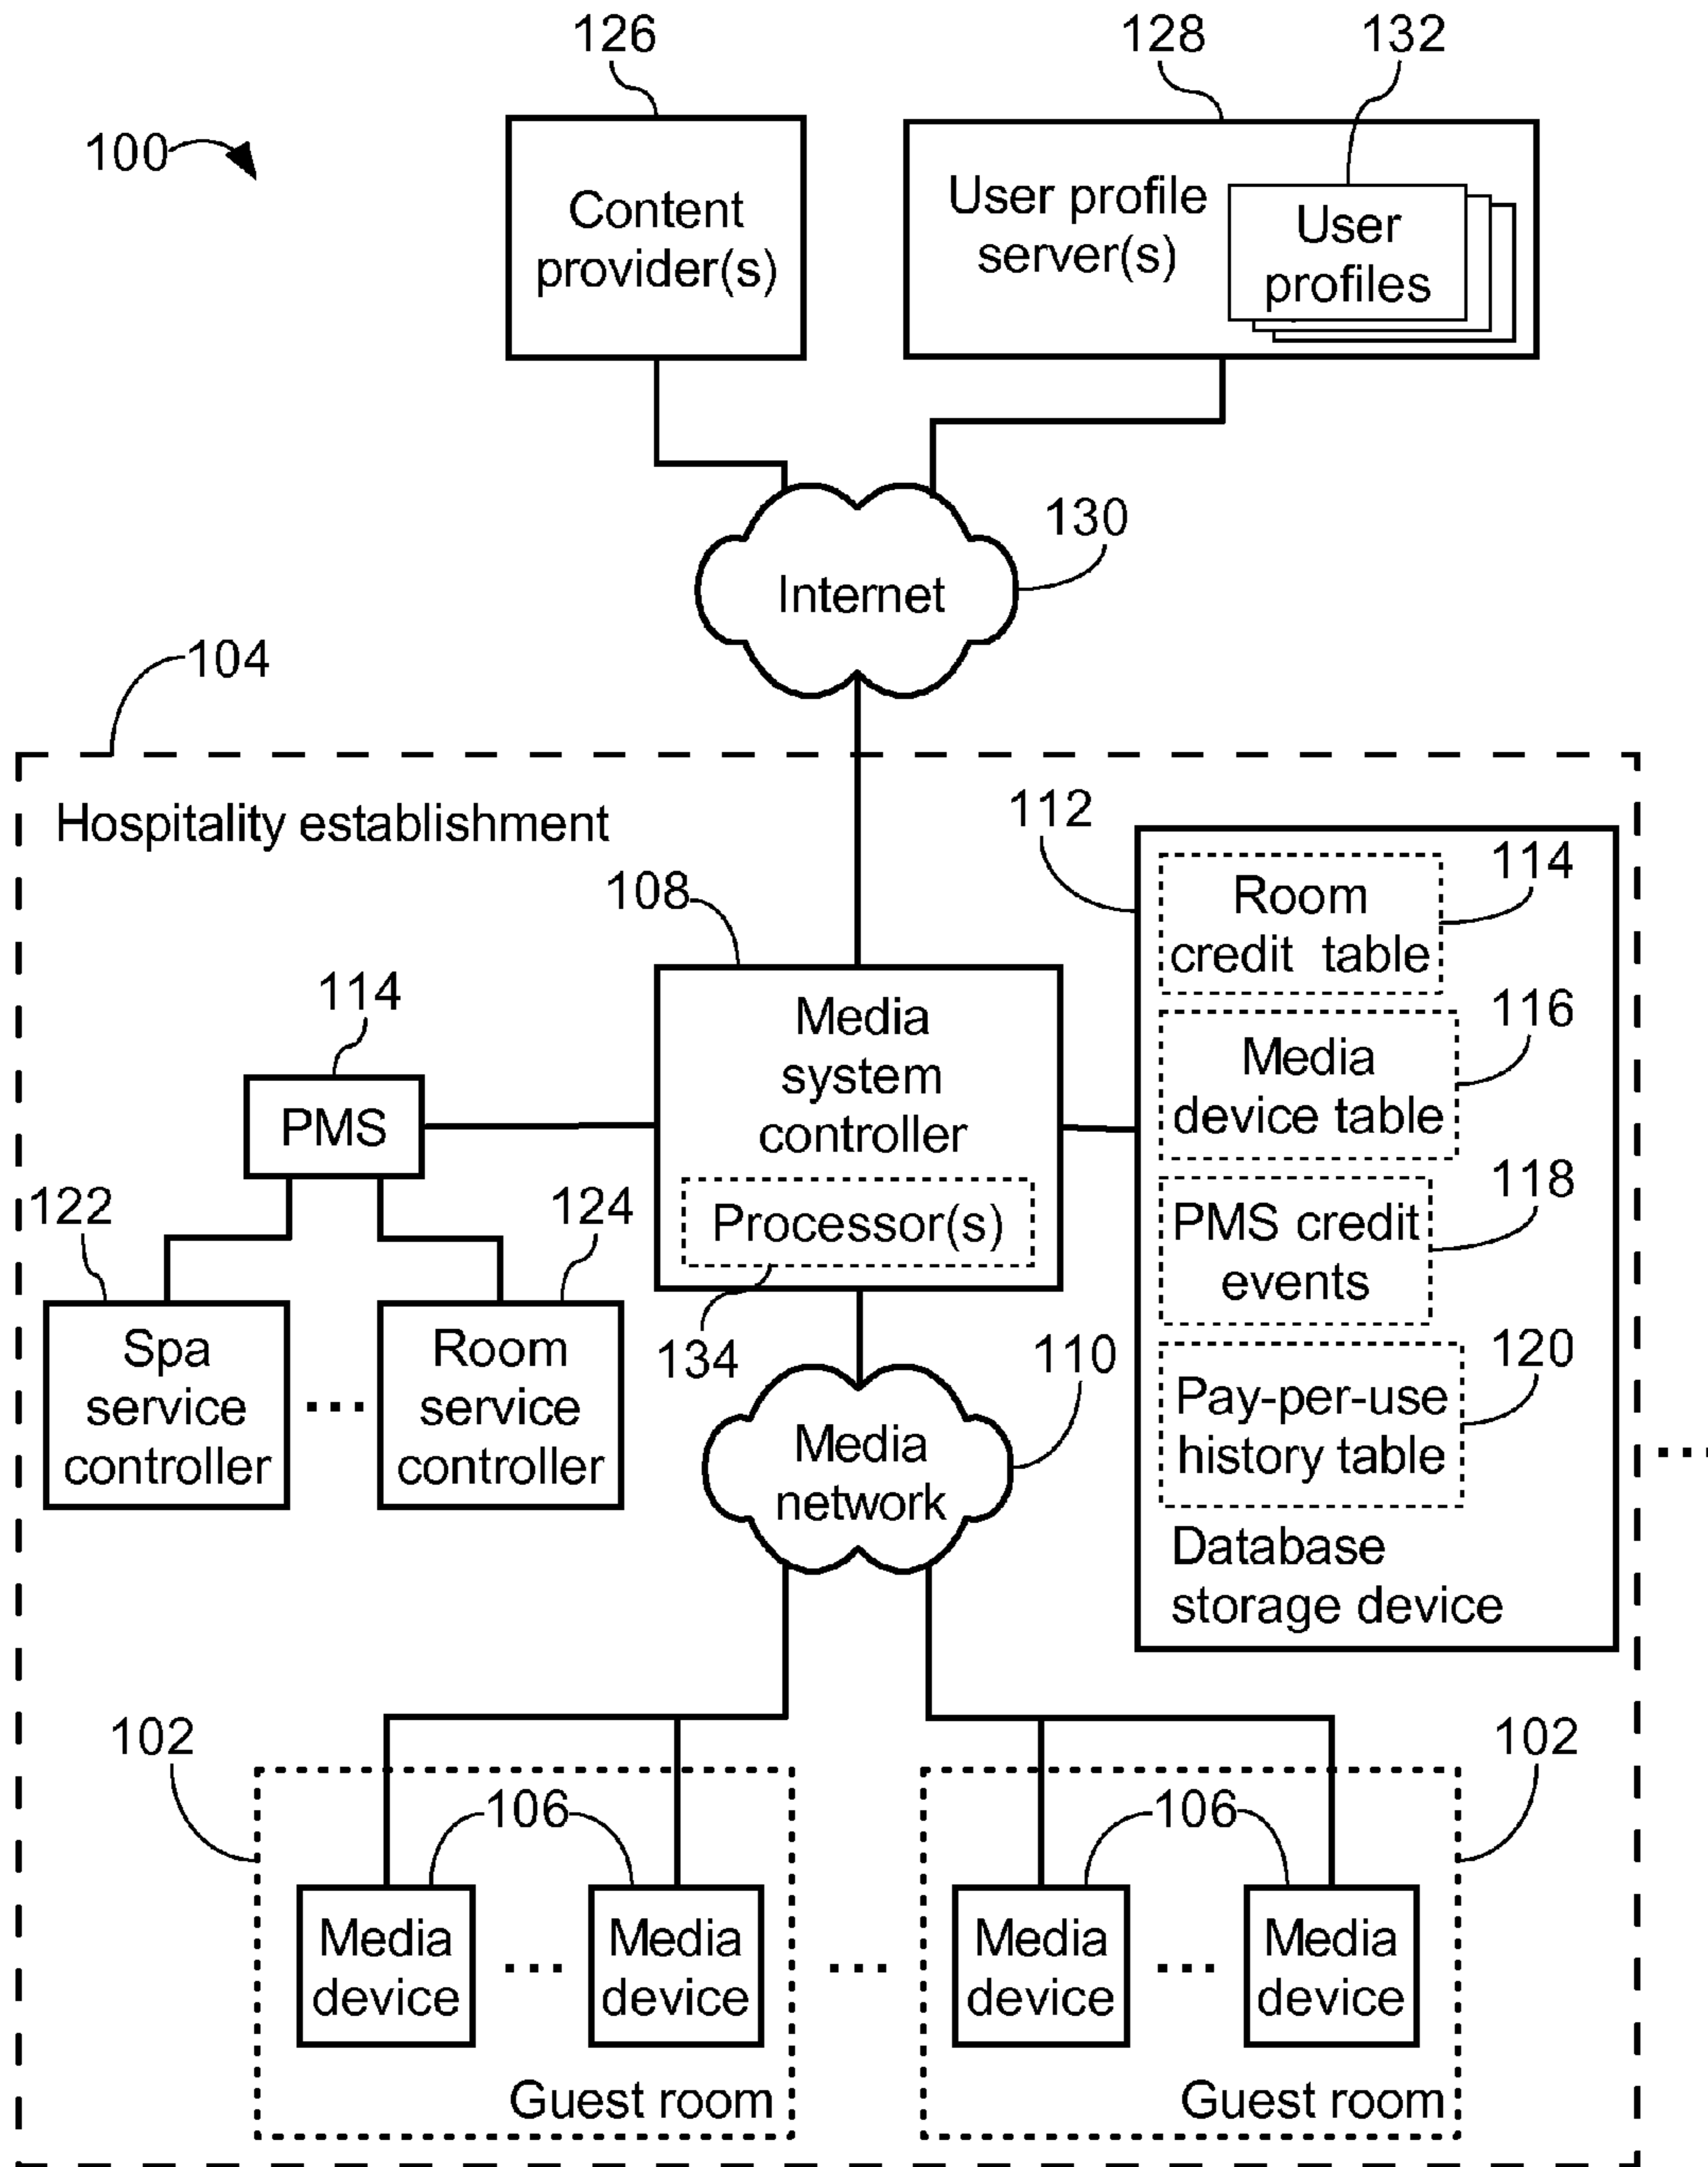 126
128
132
100
Content
provider(s)
User profile
server(s)
User
profiles
130
Internet
104
Hospitality establishment
112
114
Room
credit table
108
116
Media
device table
114
Media
system
controller
PMS
118
PMS credit
events
122
124
Processor(s)
134
110
120
Pay-per-use
history table
Spa
service
controller
...
Room
service
controller
Media
network
...
Database
storage device
102
102
106
106
Media
device
...
Media
device
...
Media
device
...
Media
device
Guest room
Guest room